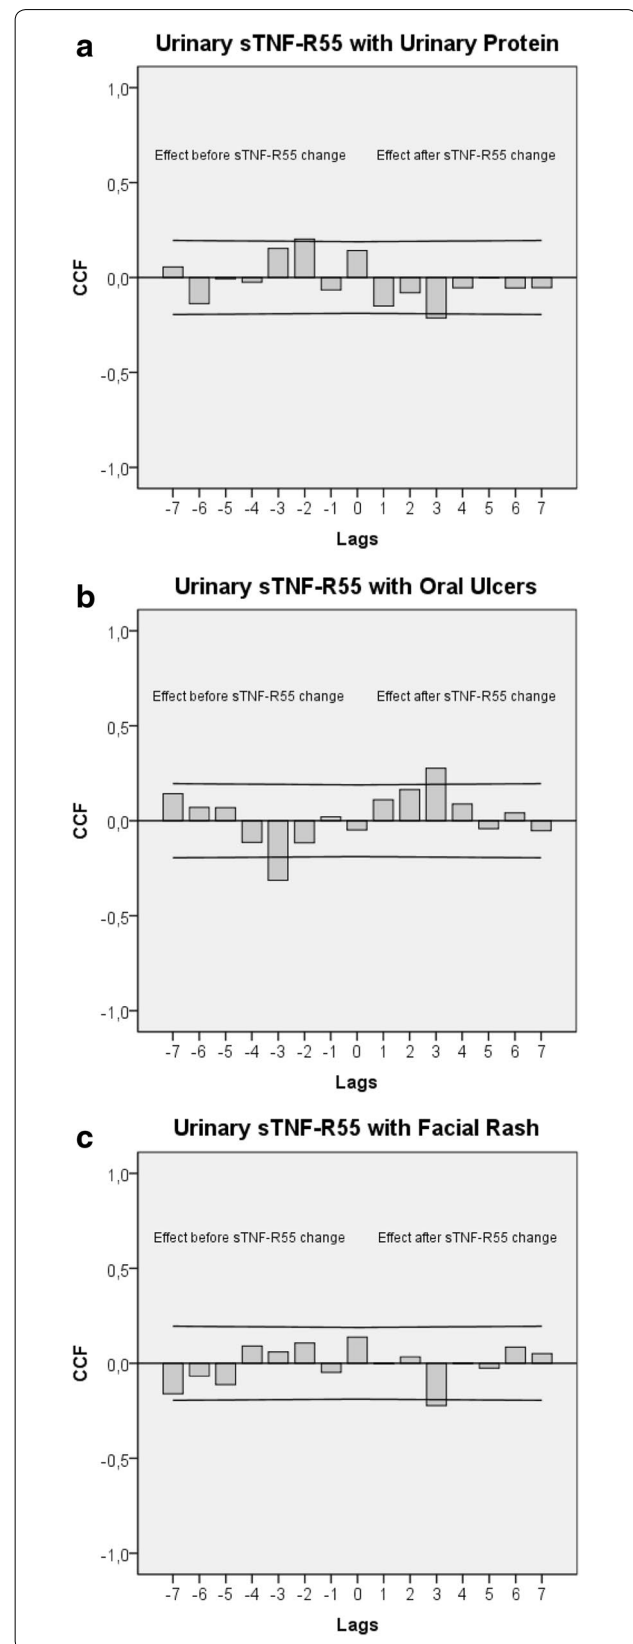 a
Urinary sTNF-R55 with Urinary Protein
1,0
Effect before sTNF-R55 change Effect after sTNF-R55 change
0,5
CCF
0,0
-0,5
-1,0
-7 -6 -5 -4 -3 -2 -1 0 1 2 3 4 5 6 7
Lags
b
Urinary sTNF-R55 with Oral Ulcers
1,0
Effect before sTNF-R55 change Effect after sTNF-R55 change
0,5
CCF
0,0
-0,5
-1,0
-7 -6 -5 -4 -3 -2 -1 0 1 2 3 4 5 6 7
Lags
c
Urinary sTNF-R55 with Facial Rash
1,0
Effect before sTNF-R55 change Effect after sTNF-R55 change
0,5
CCF
0,0
-0,5
-1,0
-7 -6 -5 -4 -3 -2 -1 0 1 2 3 4 5 6 7
Lags